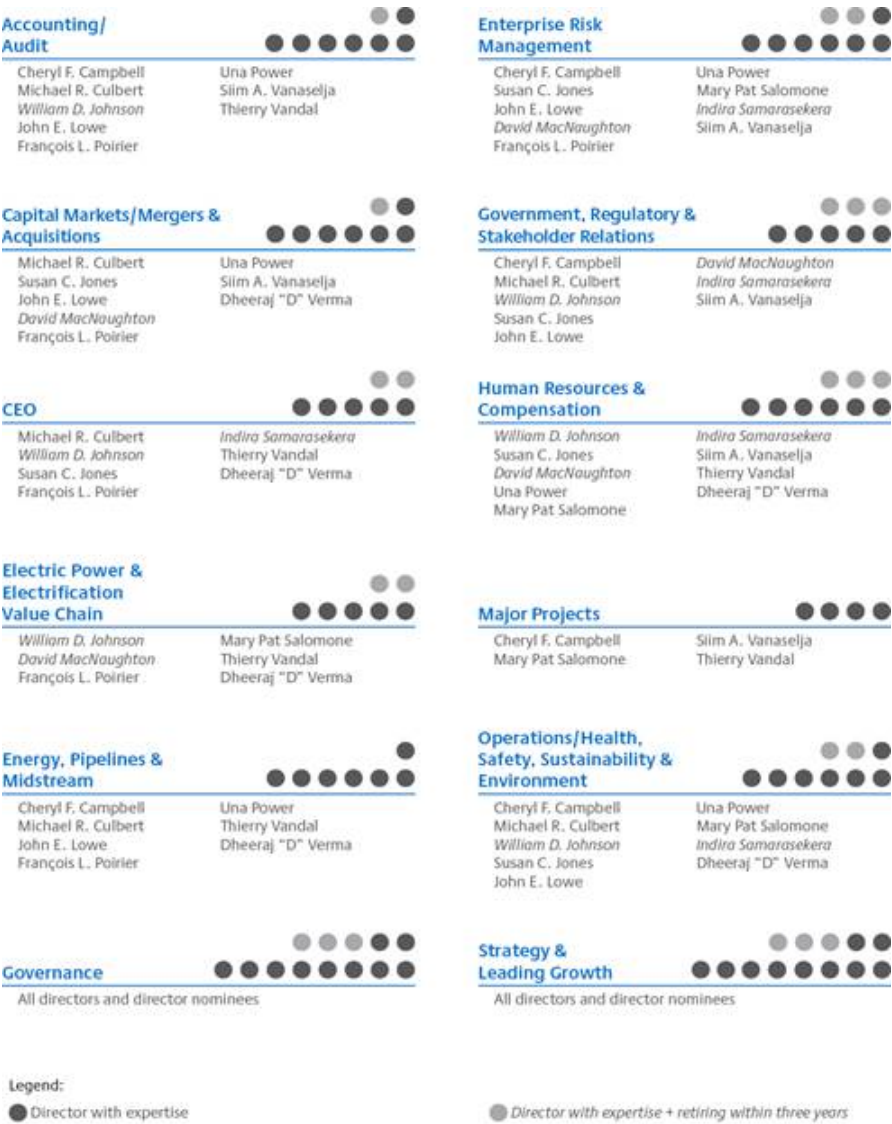 Accounting/
Audit
Cheryl F. Campbell
Michael R. Culbert
William D. Johnson
John E. Lowe
François L. Poirier
Una Power
Siim A. Vanaselja
Thierry Vandal
Enterprise Risk
Management
Cheryl F. Campbell
Susan C. Jones
John E. Lowe
David MacNaughton
François L. Poirier
Una Power
Mary Pat Salomone
Indira Samarasekera
Siim A. Vanaselja
Capital Markets/Mergers &
Acquisitions
Michael R. Culbert
Susan C. Jones
John E. Lowe
David MacNaughton
François L. Poirier
Una Power
Siim A. Vanaselja
Dheeraj "D" Verma
Government, Regulatory &
Stakeholder Relations
Cheryl F. Campbell
Michael R. Culbert
William D. Johnson
Susan C. Jones
John E. Lowe
David MacNaughton
Indira Samarasekera
Siim A. Vanaselja
CEO
Michael R. Culbert
William D. Johnson
Susan C. Jones
François L. Poirier
Indira Samarasekera
Thierry Vandal
Dheeraj "D" Verma
Human Resources &
Compensation
William D. Johnson
Susan C. Jones
David MacNaughton
Una Power
Mary Pat Salomone
Indira Samarasekera
Siim A. Vanaselja
Thierry Vandal
Dheeraj "D" Verma
Electric Power &
Electrification
Value Chain
William D. Johnson
David MacNaughton
François L. Poirier
Mary Pat Salomone
Thierry Vandal
Dheeraj "D" Verma
Major Projects
Cheryl F. Campbell
Mary Pat Salomone
Siim A. Vanaselja
Thierry Vandal
Energy, Pipelines &
Midstream
Cheryl F. Campbell
Michael R. Culbert
John E. Lowe
François L. Poirier
Una Power
Thierry Vandal
Dheeraj "D" Verma
Operations/Health,
Safety, Sustainability &
Environment
Cheryl F. Campbell
Michael R. Culbert
William D. Johnson
Susan C. Jones
John E. Lowe
Una Power
Mary Pat Salomone
Indira Samarasekera
Dheeraj "D" Verma
Governance
All directors and director nominees
Strategy &
Leading Growth
All directors and director nominees
Legend:
Director with expertise
Director with expertise + retiring within three years